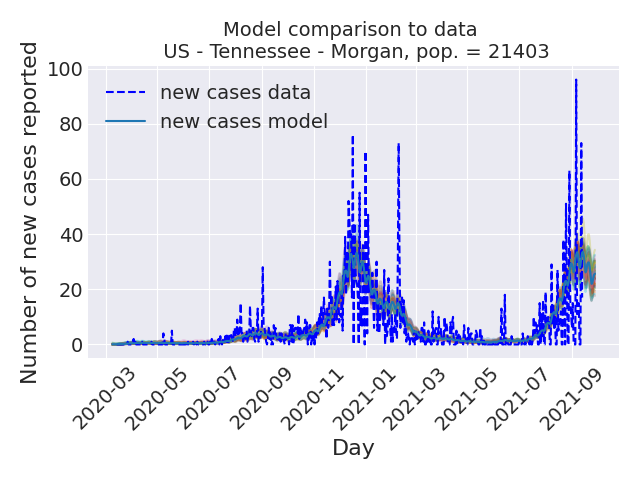 Model comparison to data
US - Tennessee - Morgan, pop. = 21403
Number of new cases reported
100
80
60
40
20
0
new cases data
new cases model
2020-03
2020-05
2020-07
2020-09
2020-11
2021-01
2021-03
2021-05
2021-07
2021-09
Day